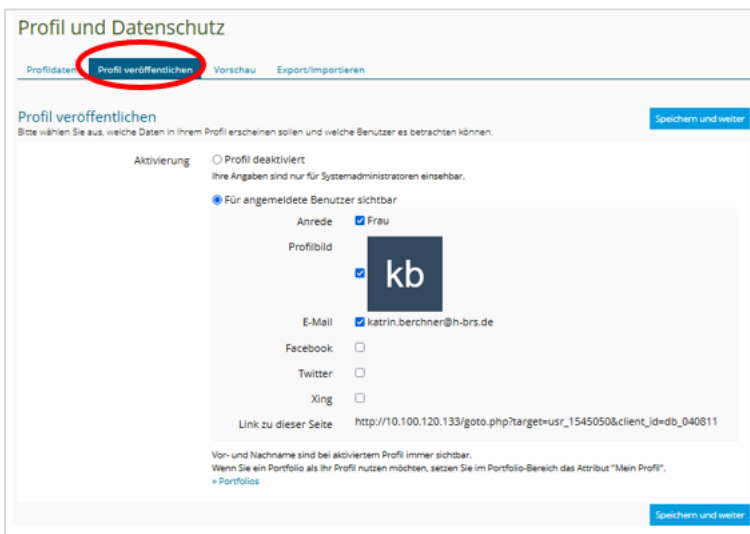 Profil und Datenschutz
Profildaten Profil veröffentlichen Vorschau Export/Importieren
Profil veröffentlichen
Speichern und weiter
Bitte wählen Sie aus, welche Daten in Ihrem Profil erscheinen sollen und welche Benutzer es betrachten können.
Aktivierung Profil deaktiviert
Ihre Angaben sind nur für Systemadministratoren einsehbar.
Für angemeldete Benutzer sichtbar
Anrede Frau
Profilbild
kb
E-Mail katrin.berchner@h-brs.de
Facebook
Twitter
Xing
Link zu dieser Seite http://10.100.120.133/goto.php?target=usr_1545050&client_id=db_040811
Vor- und Nachname sind bei aktiviertem Profil immer sichtbar.
Wenn Sie ein Portfolio als Ihr Profil nutzen möchten, setzen Sie im Portfolio-Bereich das Attribut "Mein Profil".
» Portfolios
Speichern und weiter